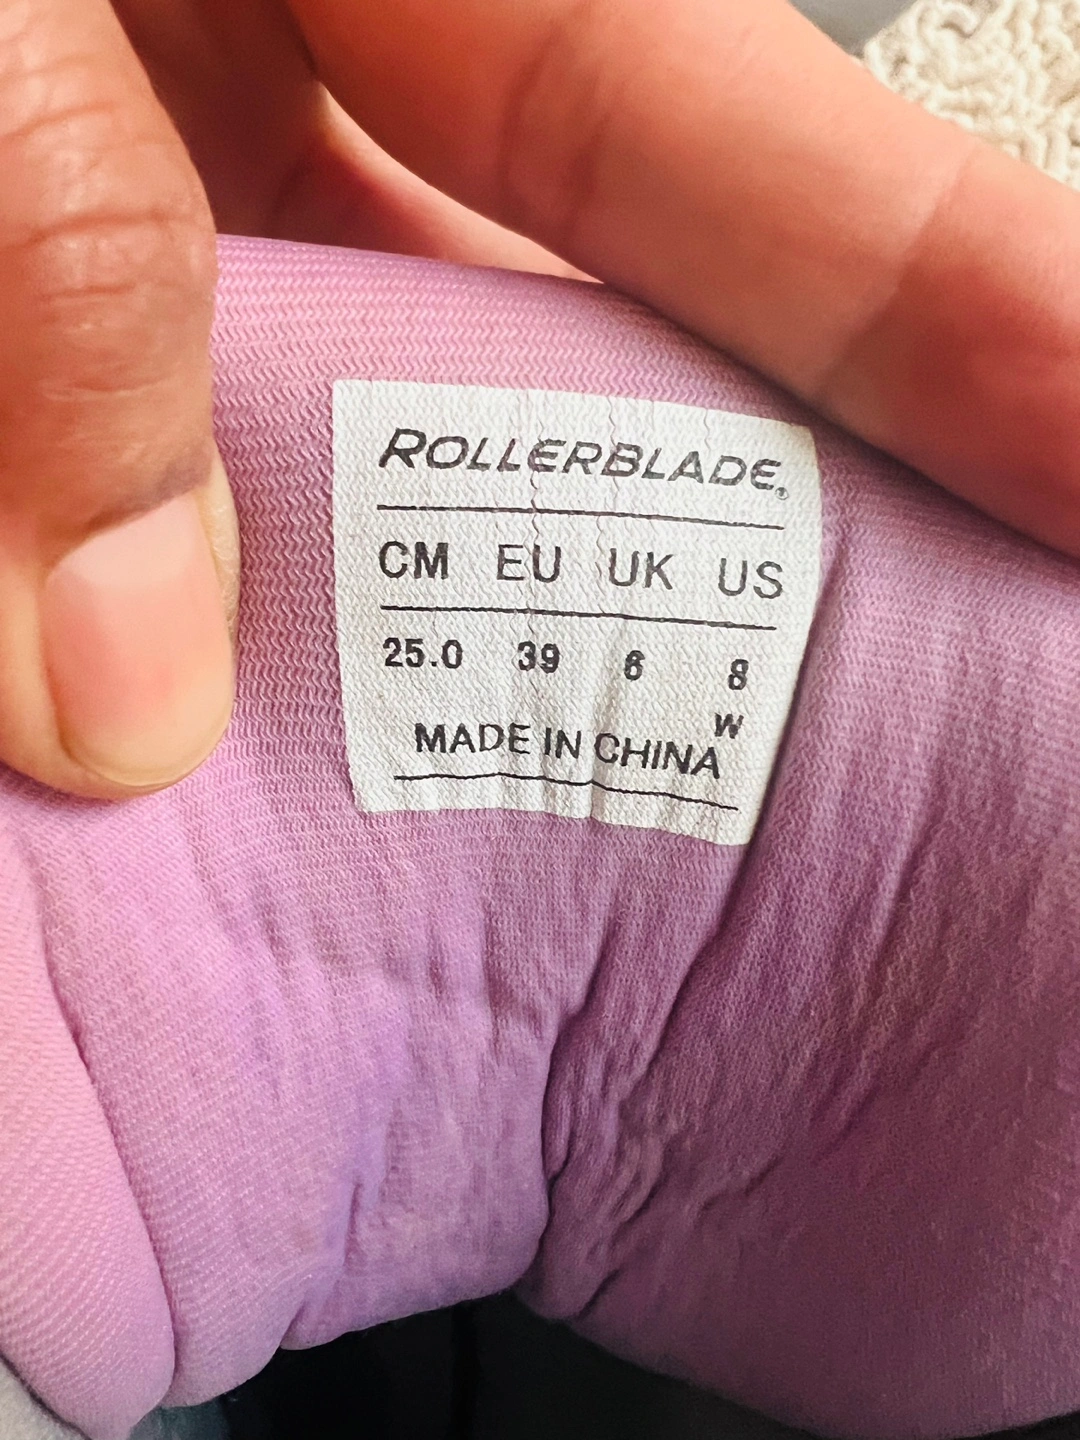 ROLLERBLADE®
CM EU UK US
25.0 39 6 8
W
MADE IN CHINA